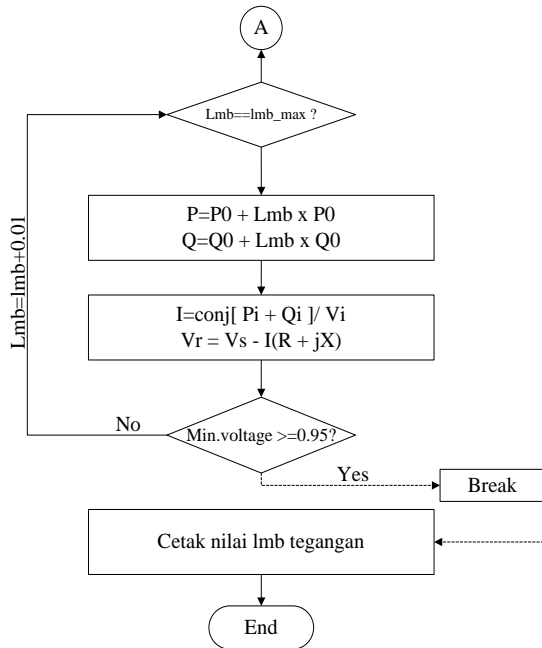 A
Lmb==lmb_max ?
P=P0 + Lmb x P0
Q=Q0 + Lmb x Q0
Lmb=lmb+0.01
I=conj[ Pi + Qi ]/ Vi
Vr = Vs - I(R + jX)
No
Min.voltage >=0.95?
Yes
Break
Cetak nilai lmb tegangan
End